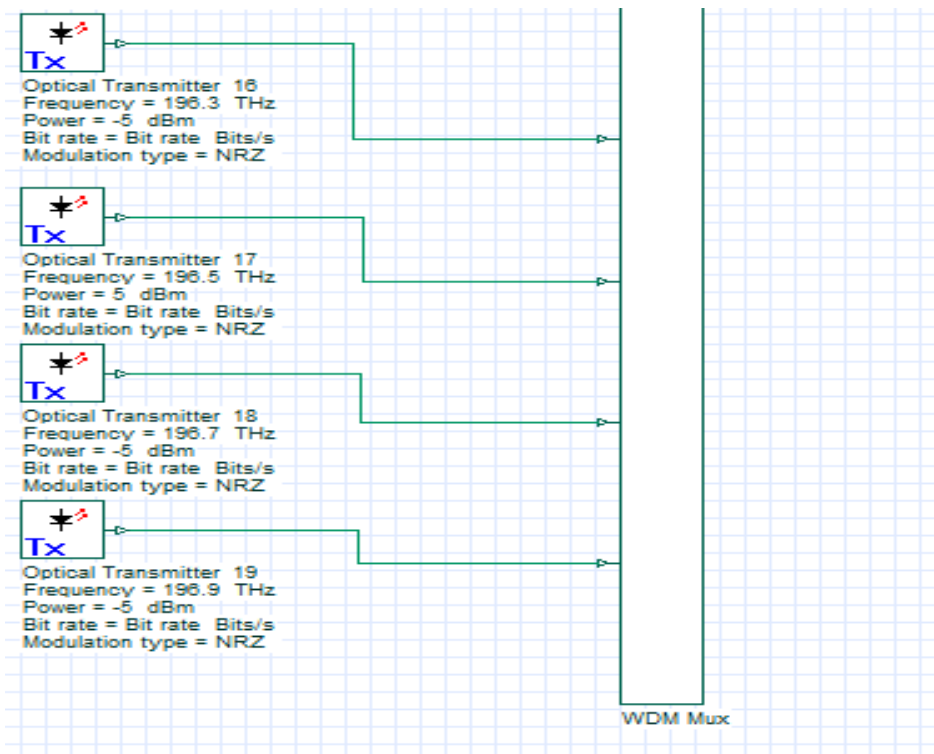 Tx
Optical Transmitter 16
Frequency = 196.3 THz
Power = -5 dBm
Bit rate = Bit rate Bits/s
Modulation type = NRZ
Tx
Optical Transmitter 17
Frequency = 196.5 THz
Power = 5 dBm
Bit rate = Bit rate Bits/s
Modulation type = NRZ
Tx
Optical Transmitter 18
Frequency = 196.7 THz
Power = -5 dBm
Bit rate = Bit rate Bits/s
Modulation type = NRZ
Tx
Optical Transmitter 19
Frequency = 196.9 THz
Power = -5 dBm
Bit rate = Bit rate Bits/s
Modulation type = NRZ
WDM Mux